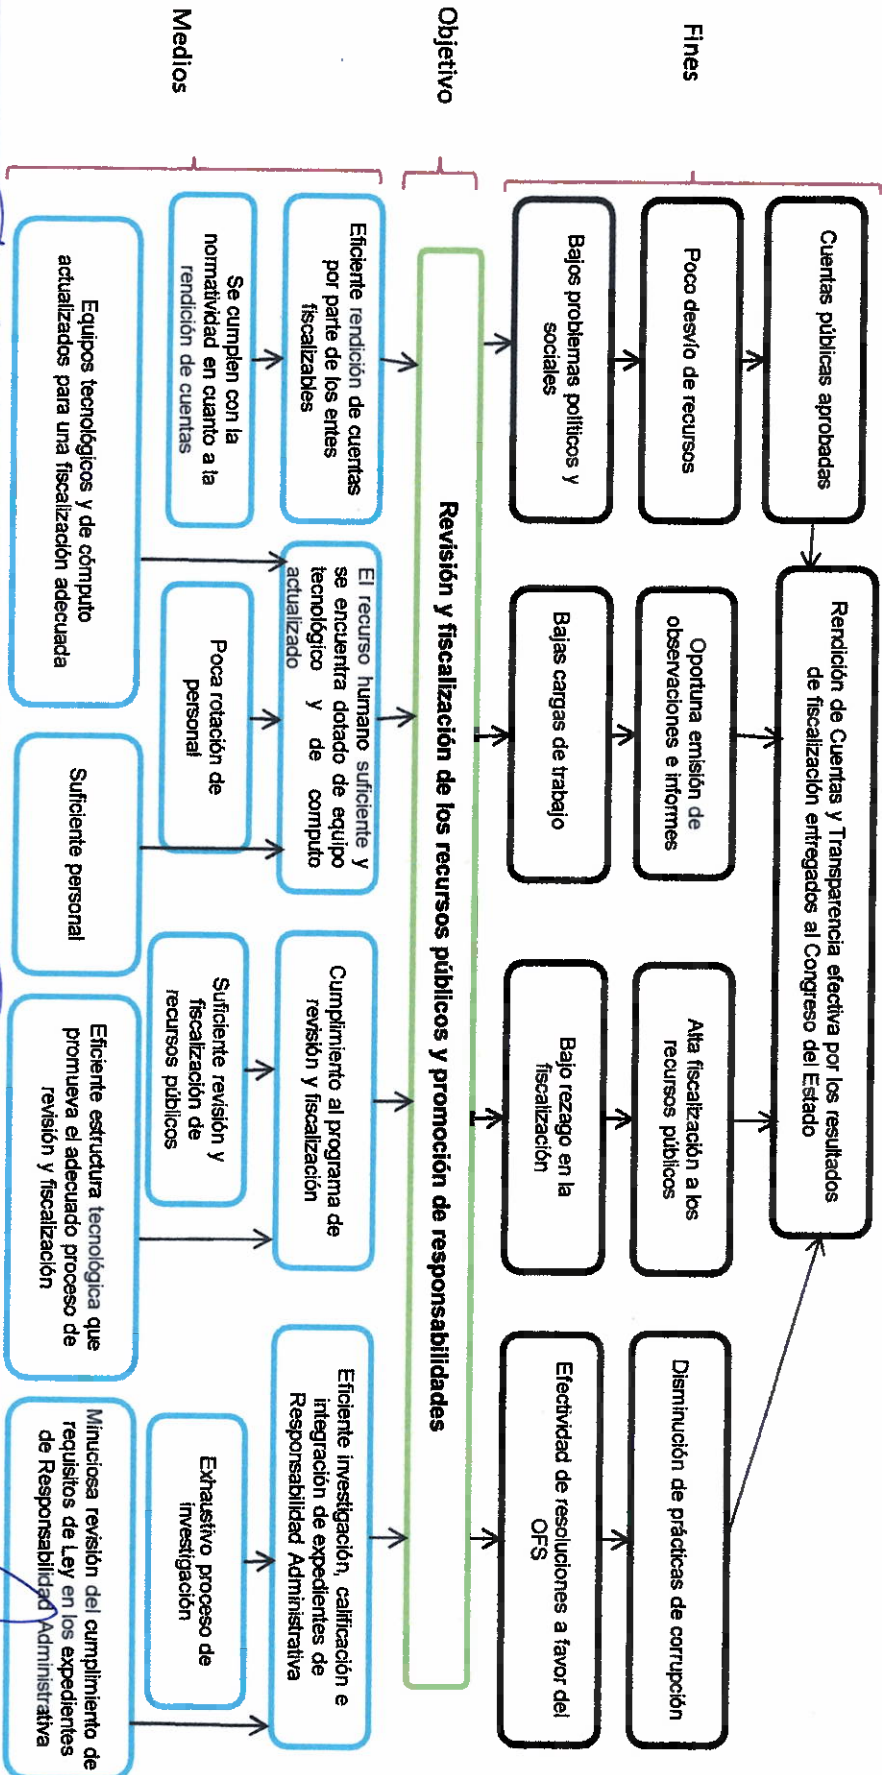 Fines
Cuentas públicas aprobadas
Rendición de Cuentas y Transparencia efectiva por los resultados
de fiscalización entregados al Congreso del Estado
Poco desvío de recursos
Oportuna emisión de
observaciones e informes
Alta fiscalización a los
recursos públicos
Disminución de prácticas de corrupción
Bajos problemas políticos y
sociales
Bajas cargas de trabajo
Bajo rezago en la
fiscalización
Efectividad de resoluciones a favor del
OFS
Objetivo
Revisión y fiscalización de los recursos públicos y promoción de responsabilidades
Medios
Eficiente rendición de cuentas
por parte de los entes
fiscalizables
El recurso humano suficiente y
se encuentra dotado de equipo
tecnológico y de computo
actualizado
Cumplimiento al programa de
revisión y fiscalización
Eficiente investigación, calificación e
integración de expedientes de
Responsabilidad Administrativa
Se cumplen con la
normatividad en cuanto a la
rendición de cuentas
Poca rotación de
personal
Suficiente revisión y
fiscalización de
recursos públicos
Exhaustivo proceso de
investigación
Equipos tecnológicos y de cómputo
actualizados para una fiscalización adecuada
Suficiente personal
Eficiente estructura tecnológica que
promueva el adecuado proceso de
revisión y fiscalización
Minuciosa revisión del cumplimiento de
requisitos de Ley en los expedientes
de Responsabilidad Administrativa